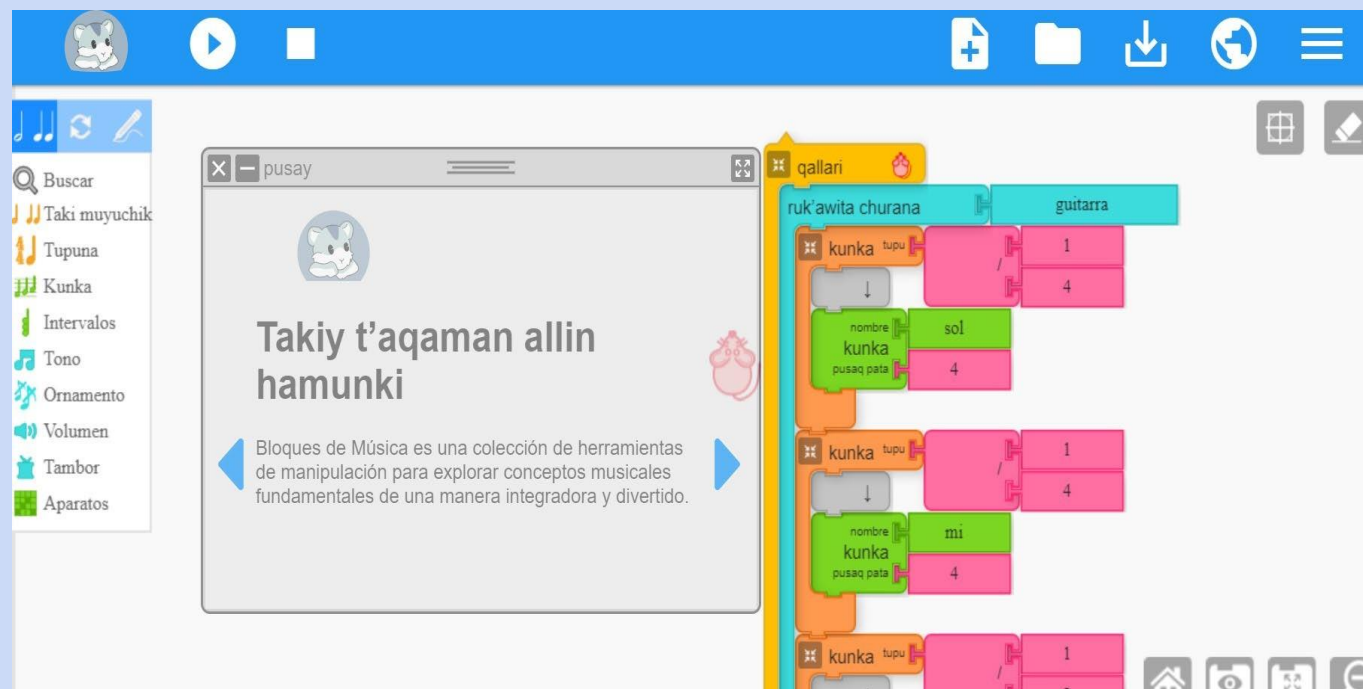 Buscar
Taki muyuchik
Tupuna
Kunka
Intervalos
Tono
Ornamento
Volumen
Tambor
Aparatos
pusay
Takiy t'aqaman allin
hamunki
Bloques de Música es una colección de herramientas
de manipulación para explorar conceptos musicales
fundamentales de una manera integradora y divertido.
qallari
ruk'awita churana guitarra
kunka tupu / 1
4
nombre sol
kunka
pusaq pata 4
kunka tupu / 1
4
nombre mi
kunka
pusaq pata 4
kunka tupu / 1